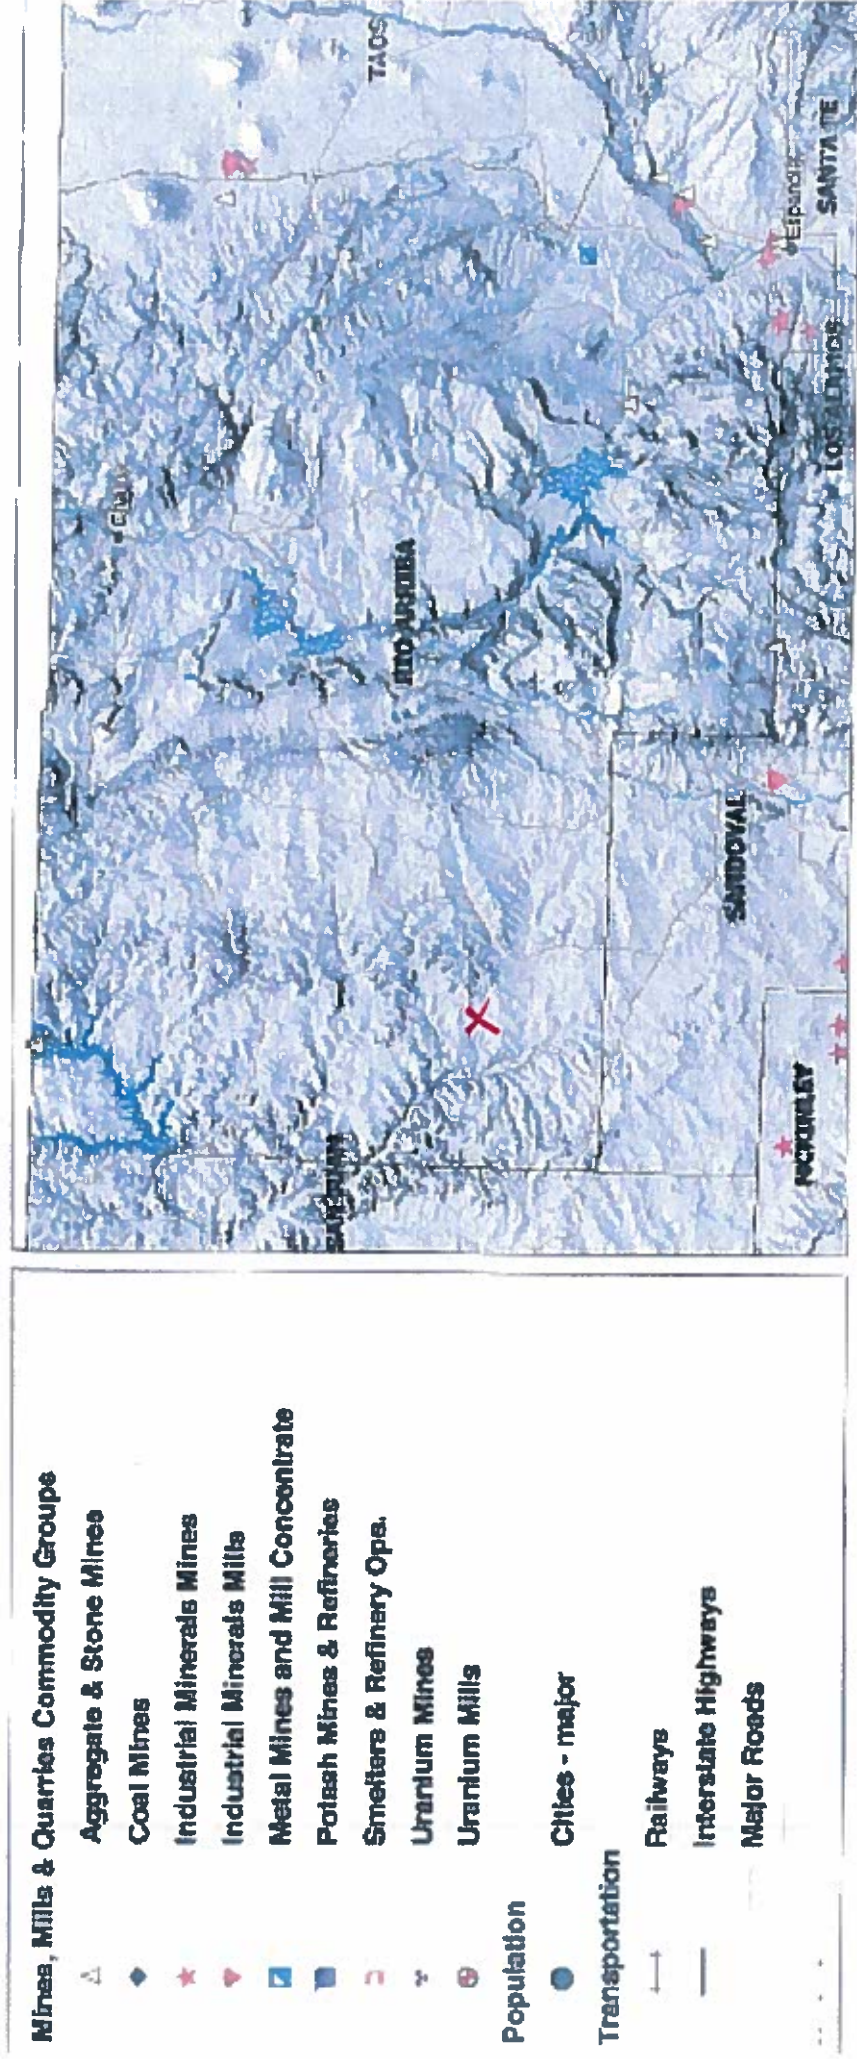 Mines, Mills & Quarries Commodity Groups
Aggregate & Stone Mines
Coal Mines
Industrial Minerals Mines
Industrial Minerals Mills
Metal Mines and Mill Concentrate
Potash Mines & Refineries
Smelters & Refinery Ops.
Uranium Mines
Uranium Mills
Population
Cities - major
Transportation
Railways
Interstate Highways
Major Roads
TAOS
RIO ARRIBA
SANTA FE
LOS ALAMOS
SANDOVAL
MCKINLEY